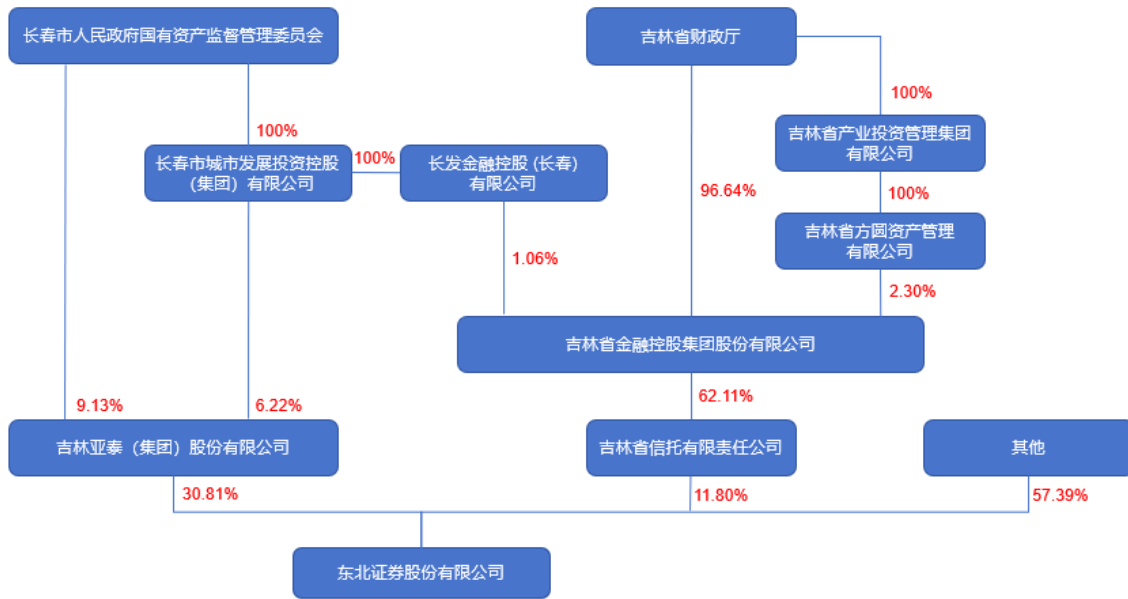 长春市人民政府国有资产监督管理委员会
吉林省财政厅
100%
100%
吉林省产业投资管理集团
有限公司
长春市城市发展投资控股
（集团）有限公司
100%
长发金融控股 (长春)
有限公司
96.64%
100%
吉林省方圆资产管理
有限公司
1.06%
2.30%
吉林省金融控股集团股份有限公司
9.13%
6.22%
62.11%
吉林亚泰（集团）股份有限公司
吉林省信托有限责任公司
其他
30.81%
11.80%
57.39%
东北证券股份有限公司